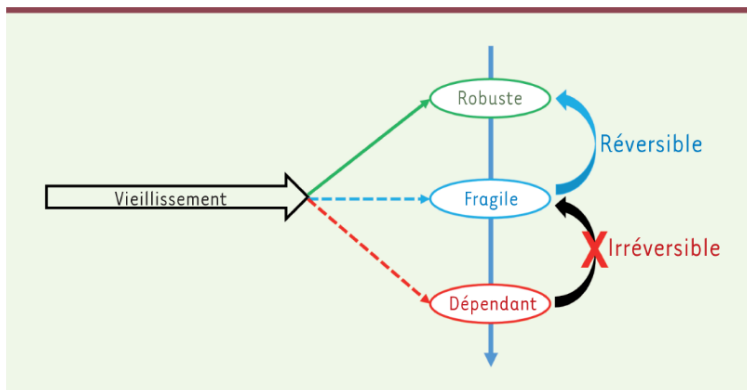 Robuste
Réversible
Vieillissement
Fragile
Irréversible
Dépendant